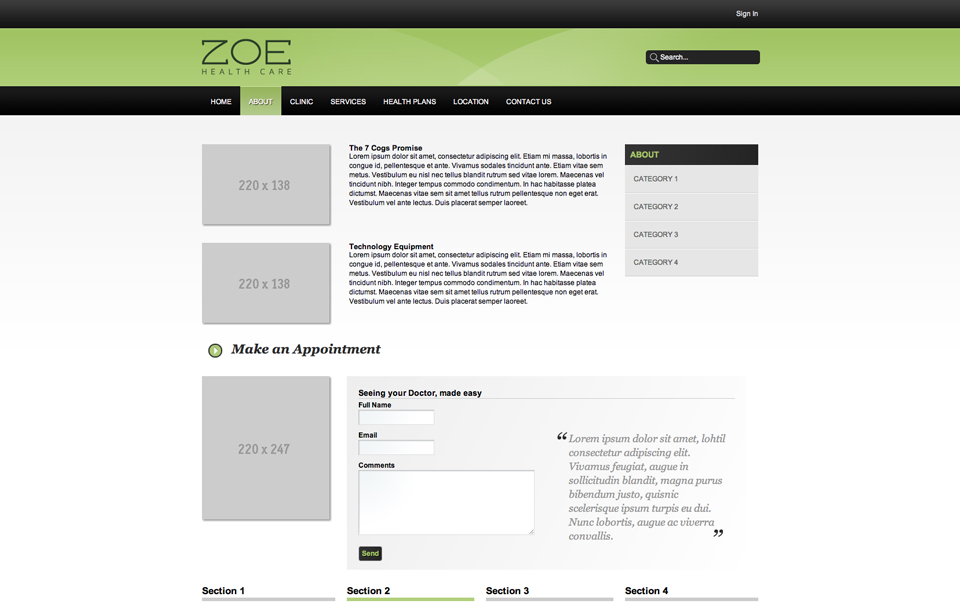 Sign In
ZOE
HEALTH CARE
Search...
HOME ABOUT CLINIC SERVICES HEALTH PLANS LOCATION CONTACT US
220 x 138
The 7 Cogs Promise
Lorem ipsum dolor sit amet, consectetur adipiscing elit. Etiam mi massa, lobortis in
congue id, pellentesque et ante. Vivamus sodales tincidunt ante. Etiam vitae sem
metus. Vestibulum eu nisl nec tellus blandit rutrum sed vitae lorem. Maecenas vel
tincidunt nibh. Integer tempus commodo condimentum. In hac habitasse platea
dictumst. Maecenas vitae sem sit amet tellus rutrum pellentesque non eget erat.
Vestibulum vel ante lectus. Duis placerat semper laoreet.
220 x 138
Technology Equipment
Lorem ipsum dolor sit amet, consectetur adipiscing elit. Etiam mi massa, lobortis in
congue id, pellentesque et ante. Vivamus sodales tincidunt ante. Etiam vitae sem
metus. Vestibulum eu nisl nec tellus blandit rutrum sed vitae lorem. Maecenas vel
tincidunt nibh. Integer tempus commodo condimentum. In hac habitasse platea
dictumst. Maecenas vitae sem sit amet tellus rutrum pellentesque non eget erat.
Vestibulum vel ante lectus. Duis placerat semper laoreet.
ABOUT
CATEGORY 1
CATEGORY 2
CATEGORY 3
CATEGORY 4
Make an Appointment
220 x 247
Seeing your Doctor, made easy
Full Name
Email
Comments
Send
“ Lorem ipsum dolor sit amet, lohtil
consectetur adipiscing elit.
Vivamus feugiat, augue in
sollicitudin blandit, magna purus
bibendum justo, quisnic
scelerisque ipsum turpis eu dui.
Nunc lobortis, augue ac viverra
convallis. ”
Section 1 Section 2 Section 3 Section 4